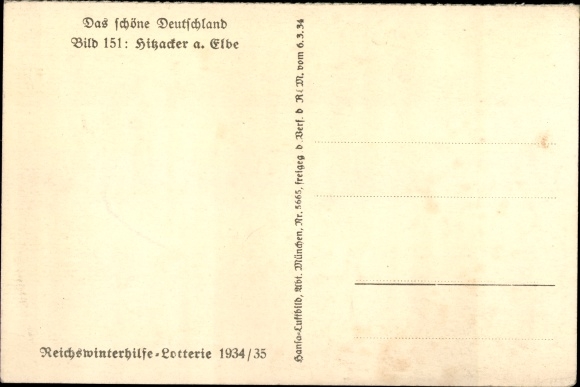 Das schöne Deutschland
Bild 151: Hitzacker a. Elbe
Reichswinterhilfe-Lotterie 1934/35
Hansa-Luftbild, Abt. München, Nr. 5665, freigeg. d. Verf. d. RLM. vom 6.3.34